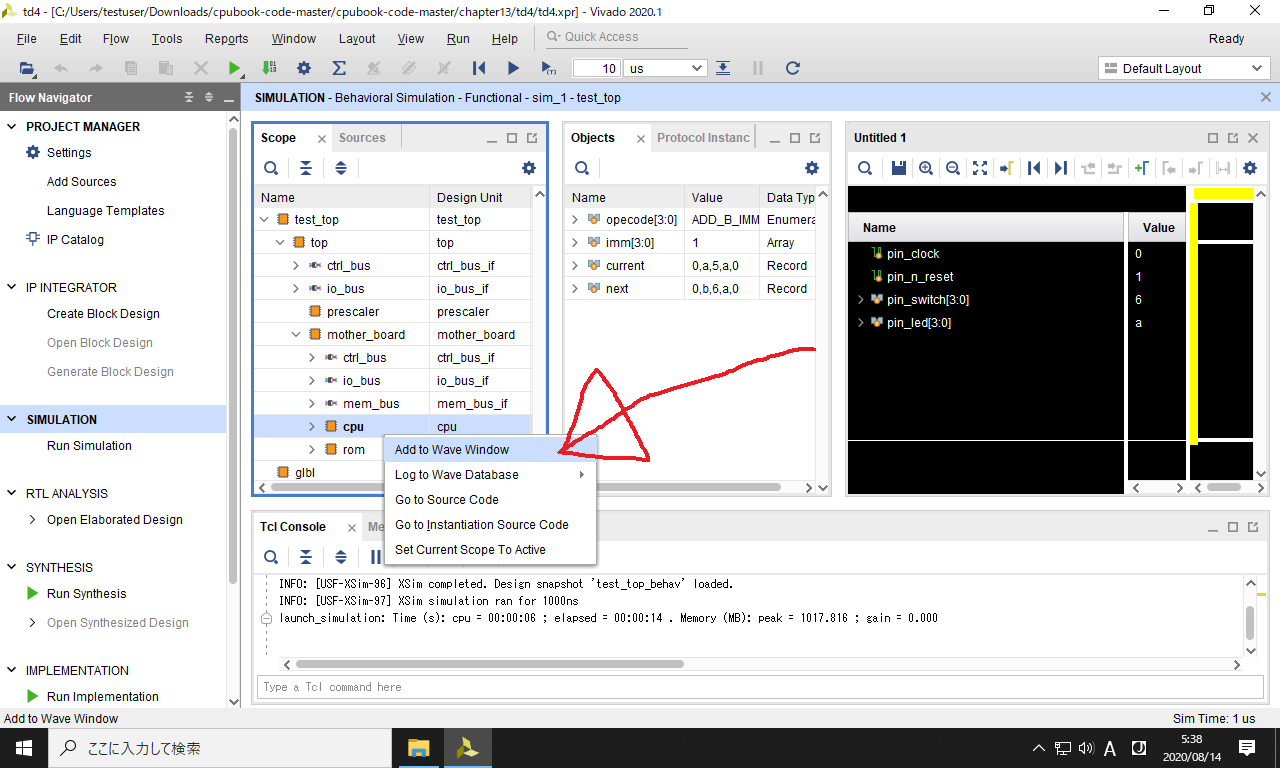 td4 - [C:/Users/testuser/Downloads/cpubook-code-master/cpubook-code-master/chapter13/td4/td4.xpr] - Vivado 2020.1
File Edit Flow Tools Reports Window Layout View Run Help Quick Access Ready
10 us Default Layout
Flow Navigator
PROJECT MANAGER
Settings
Add Sources
Language Templates
IP Catalog
IP INTEGRATOR
Create Block Design
Open Block Design
Generate Block Design
SIMULATION
Run Simulation
RTL ANALYSIS
Open Elaborated Design
SYNTHESIS
Run Synthesis
Open Synthesized Design
IMPLEMENTATION
Run Implementation
SIMULATION - Behavioral Simulation - Functional - sim_1 - test_top
Scope Sources
Name Design Unit
test_top test_top
top top
ctrl_bus ctrl_bus_if
io_bus io_bus_if
prescaler prescaler
mother_board mother_board
ctrl_bus ctrl_bus_if
io_bus io_bus_if
mem_bus mem_bus_if
cpu cpu
rom
glbl
Add to Wave Window
Log to Wave Database
Go to Source Code
Go to Instantiation Source Code
Set Current Scope To Active
Objects Protocol Instanc
Name Value Data Typ
opecode[3:0] ADD_B_IMM Enumera
imm[3:0] 1 Array
current 0,a,5,a,0 Record
next 0,b,6,a,0 Record
Untitled 1
Name Value
pin_clock 0
pin_n_reset 1
pin_switch[3:0] 6
pin_led[3:0] a
Tcl Console Me
INFO: [USF-XSim-96] XSim completed. Design snapshot 'test_top_behav' loaded.
INFO: [USF-XSim-97] XSim simulation ran for 1000ns
launch_simulation: Time (s): cpu = 00:00:06 ; elapsed = 00:00:14 . Memory (MB): peak = 1017.816 ; gain = 0.000
Type a Tcl command here
Add to Wave Window Sim Time: 1 us
ここに入力して検索
A J
5:38
2020/08/14